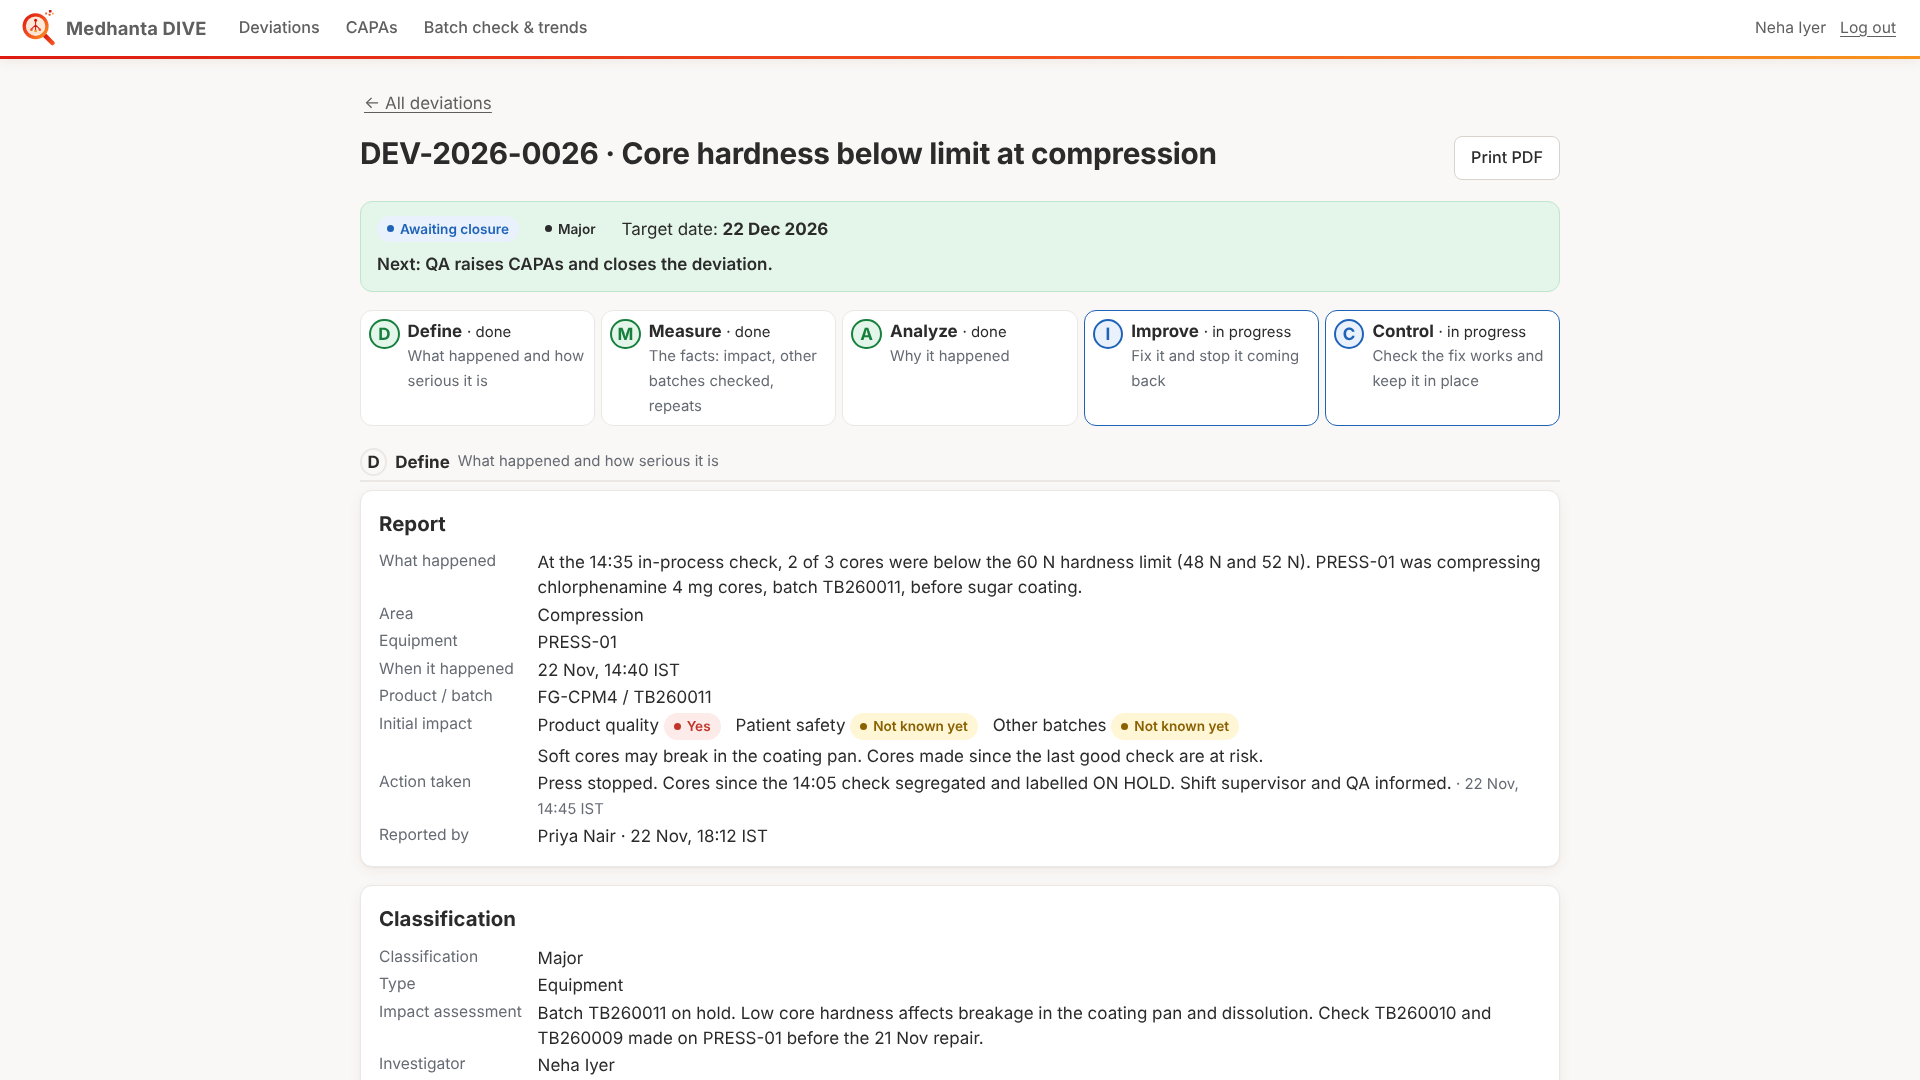 Medhanta DIVE Deviations CAPAs Batch check & trends Neha Iyer Log out
← All deviations
DEV-2026-0026 · Core hardness below limit at compression
Print PDF
Awaiting closure Major Target date: 22 Dec 2026
Next: QA raises CAPAs and closes the deviation.
D Define · done
What happened and how
serious it is
M Measure · done
The facts: impact, other
batches checked,
repeats
A Analyze · done
Why it happened
I Improve · in progress
Fix it and stop it coming
back
C Control · in progress
Check the fix works and
keep it in place
D Define What happened and how serious it is
Report
What happened At the 14:35 in-process check, 2 of 3 cores were below the 60 N hardness limit (48 N and 52 N). PRESS-01 was compressing
chlorphenamine 4 mg cores, batch TB260011, before sugar coating.
Area Compression
Equipment PRESS-01
When it happened 22 Nov, 14:40 IST
Product / batch FG-CPM4 / TB260011
Initial impact Product quality Yes Patient safety Not known yet Other batches Not known yet
Soft cores may break in the coating pan. Cores made since the last good check are at risk.
Action taken Press stopped. Cores since the 14:05 check segregated and labelled ON HOLD. Shift supervisor and QA informed. · 22 Nov,
14:45 IST
Reported by Priya Nair · 22 Nov, 18:12 IST
Classification
Classification Major
Type Equipment
Impact assessment Batch TB260011 on hold. Low core hardness affects breakage in the coating pan and dissolution. Check TB260010 and
TB260009 made on PRESS-01 before the 21 Nov repair.
Investigator Neha Iyer